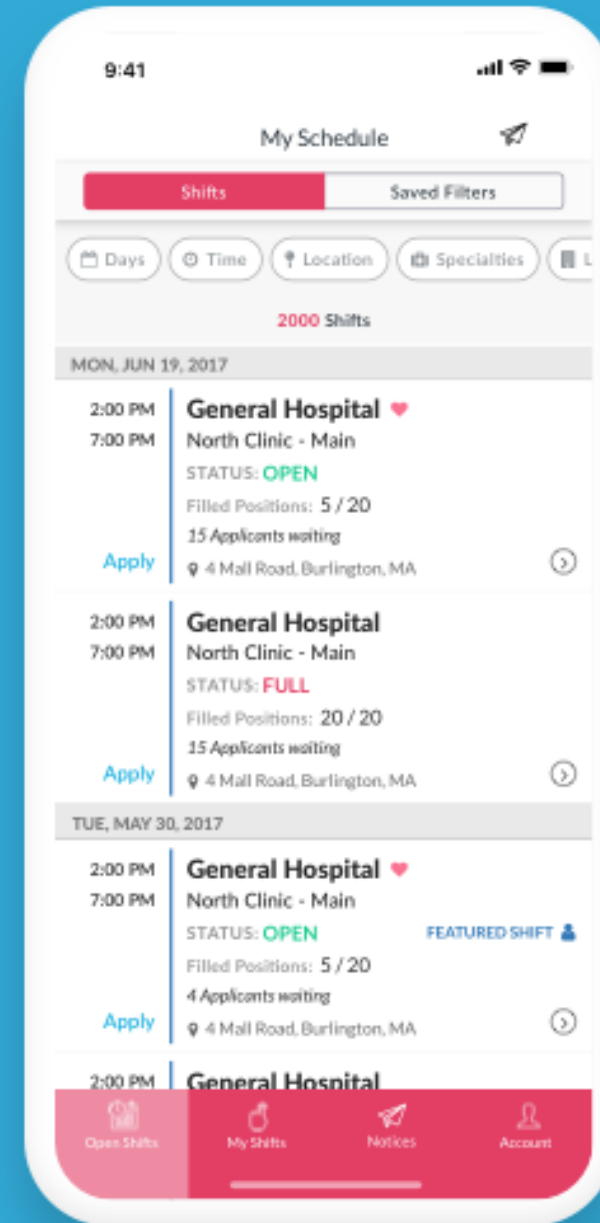 9:41
My Schedule
Shifts
Saved Filters
Days
Time
Location
Specialties
L
2000 Shifts
MON, JUN 19, 2017
2:00 PM
7:00 PM
Apply
General Hospital
North Clinic - Main
STATUS: OPEN
Filled Positions: 5 / 20
15 Applicants waiting
4 Mall Road, Burlington, MA
2:00 PM
7:00 PM
Apply
General Hospital
North Clinic - Main
STATUS: FULL
Filled Positions: 20 / 20
15 Applicants waiting
4 Mall Road, Burlington, MA
TUE, MAY 30, 2017
2:00 PM
7:00 PM
Apply
General Hospital
North Clinic - Main
STATUS: OPEN
FEATURED SHIFT
Filled Positions: 5 / 20
4 Applicants waiting
4 Mall Road, Burlington, MA
2:00 PM
General Hospital
Open Shifts
My Shifts
Notices
Account